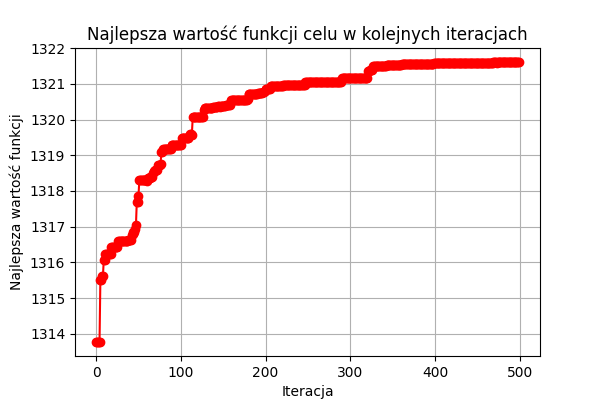 Najlepsza wartość funkcji celu w kolejnych iteracjach
1322
1321
1320
1319
1318
1317
1316
1315
1314
Najlepsza wartość funkcji
0 100 200 300 400 500
Iteracja